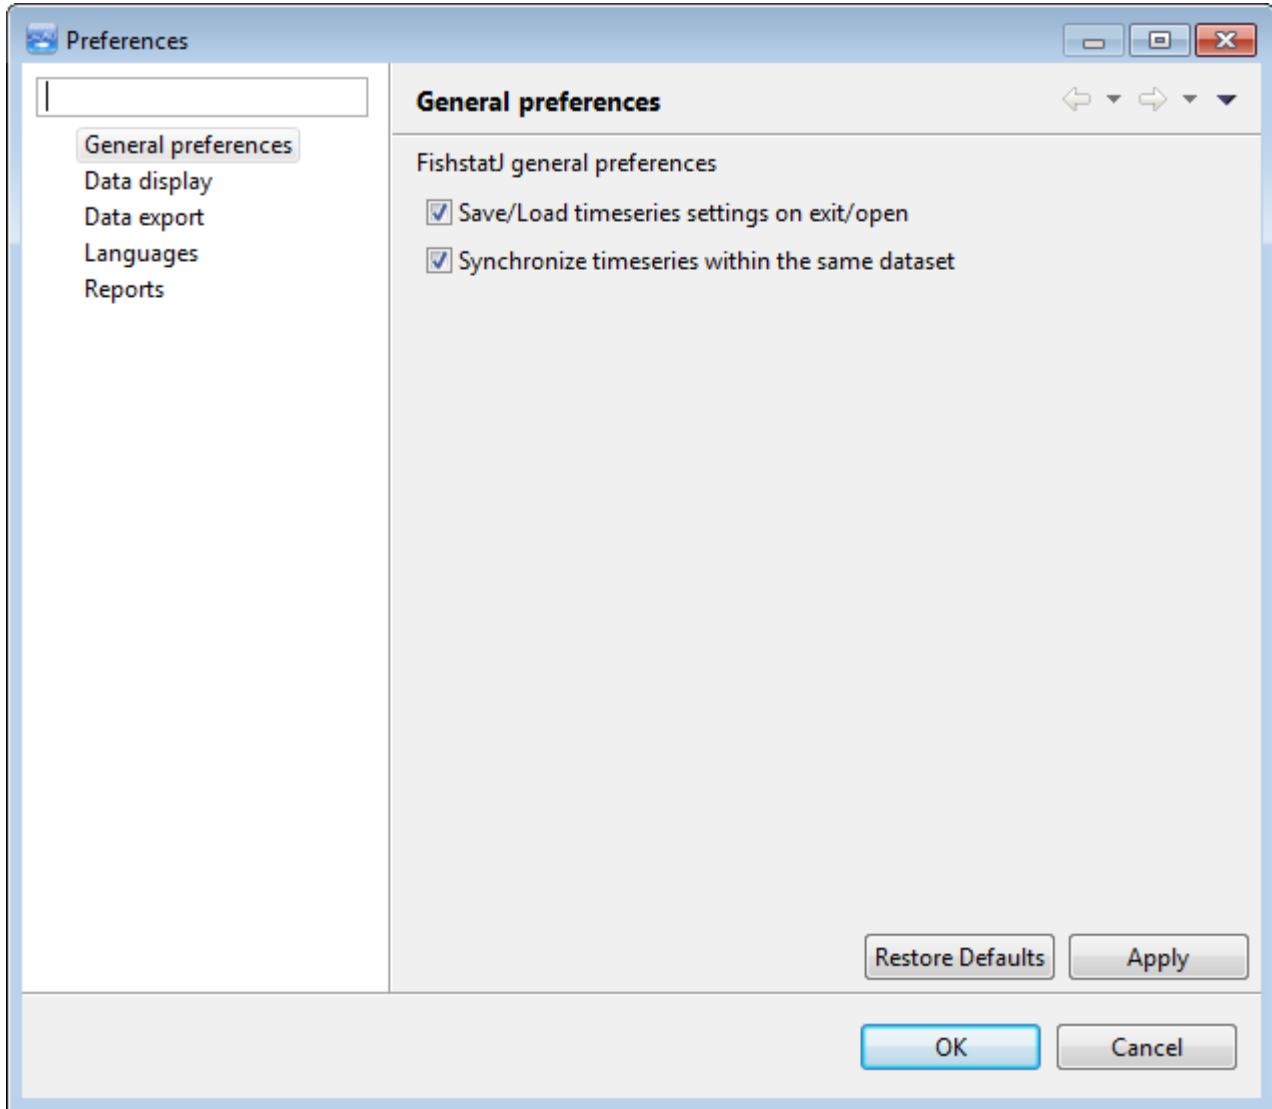 Preferences
General preferences
Data display
Data export
Languages
Reports
General preferences
FishstatJ general preferences
Save/Load timeseries settings on exit/open
Synchronize timeseries within the same dataset
Restore Defaults
Apply
OK
Cancel